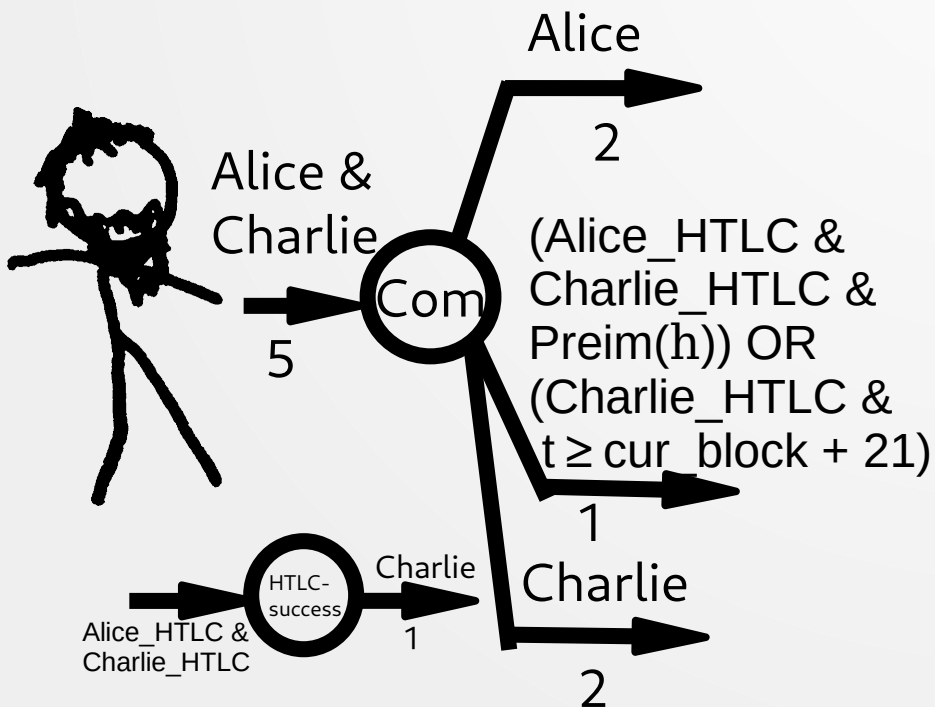 Alice
2
Alice &
Charlie
5
Com
(Alice_HTLC &
Charlie_HTLC &
Preim(h)) OR
(Charlie_HTLC &
t ≥ cur_block + 21)
1
Charlie
2
HTLC-
success
Alice_HTLC &
Charlie_HTLC
Charlie
1